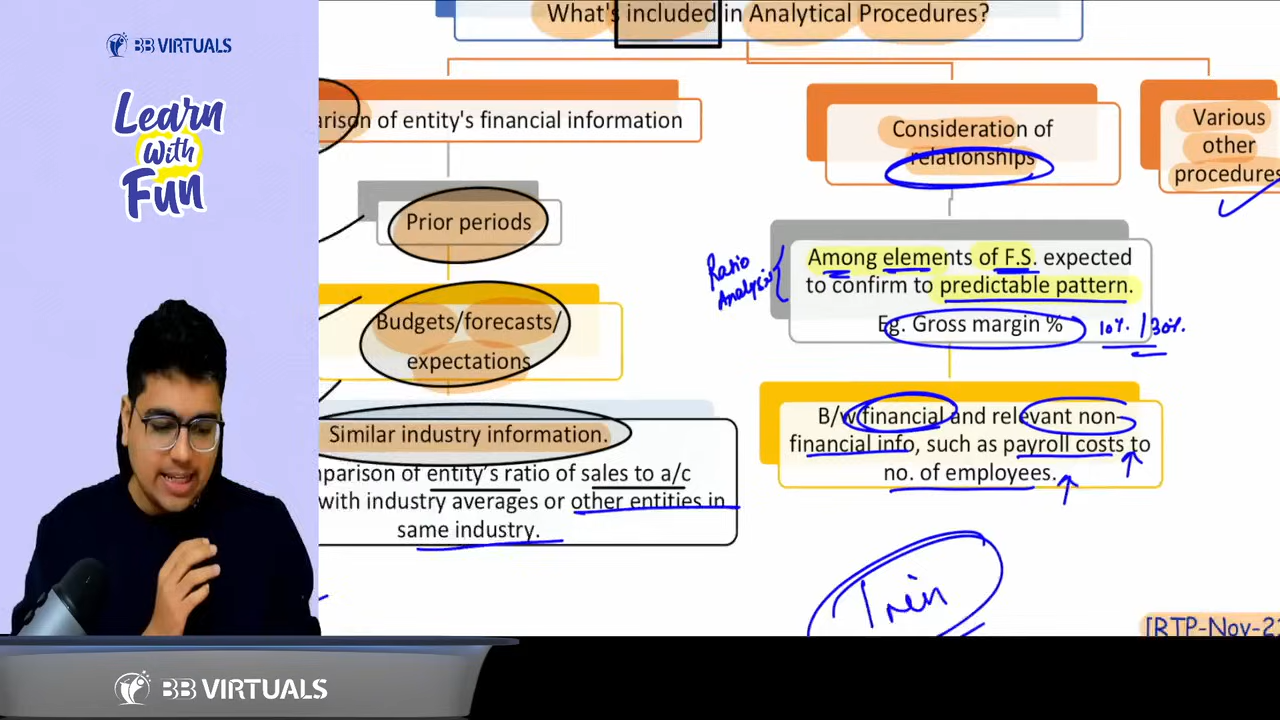 BB VIRTUALS
Learn
With
Fun
What's included in Analytical Procedures?
arison of entity's financial information
Prior periods
Budgets/forecasts/
expectations
Similar industry information.
parison of entity's ratio of sales to a/c
with industry averages or other entities in
same industry.
Consideration of
relationships
Ratio
Analysis
Among elements of F.S. expected
to confirm to predictable pattern.
Eg. Gross margin %
10% / 30%.
B/w financial and relevant non-
financial info, such as payroll costs to
no. of employees.
Various
other
procedures
[RTP-Nov-21
BB VIRTUALS